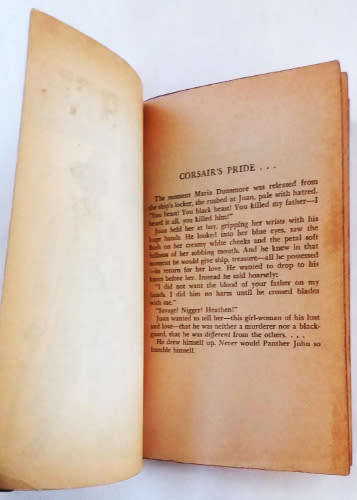 CORSAIR'S PRIDE . . .
The moment Maria Dunsmore was released from
the ship's locker, she rushed at Juan, pale with hatred.
"You beast! You black beast! You killed my father—I
heard it all, you killed him!"
Juan held her at bay, gripping her wrists with his
huge hands. He looked into her blue eyes, saw the
flush on her creamy white cheeks and the petal soft
fullness of her sobbing mouth. And he knew in that
moment he would give ship, treasure—all he possessed
—in return for her love. He wanted to drop to his
knees before her. Instead he said hoarsely:
"I did not want the blood of your father on my
hands. I did him no harm until he crossed blades
with me."
"Savage! Nigger! Heathen!"
Juan wanted to tell her—this girl-woman of his lust
and love—that he was neither a murderer nor a black-
guard, that he was different from the others. . . .
He drew himself up. Never would Panther John so
humble himself.